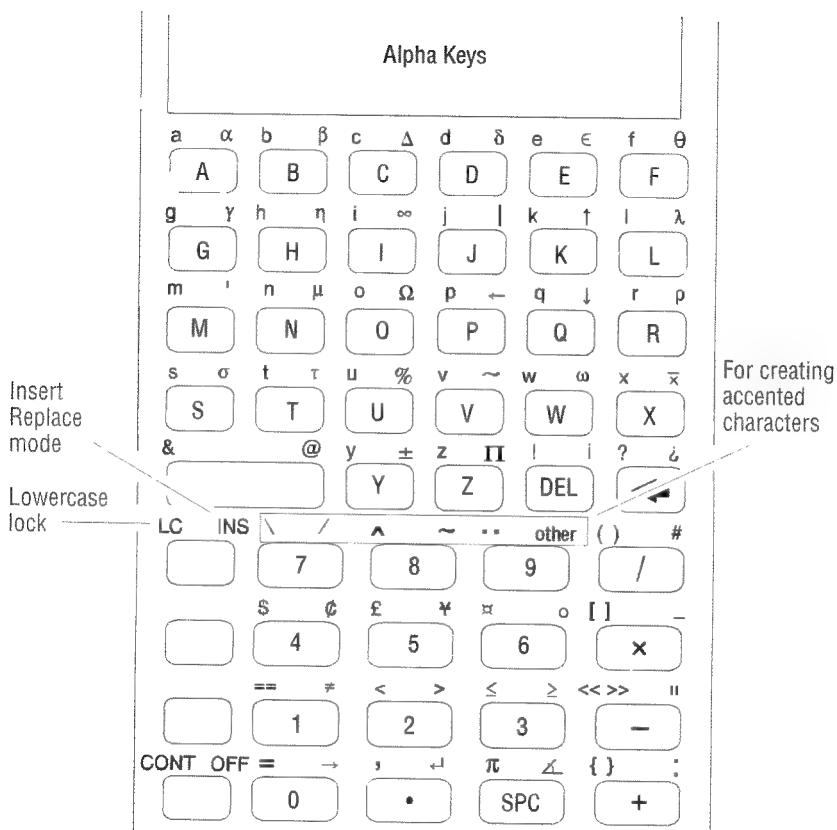 Alpha Keys
a α b β c Δ d δ e ∈ f θ
A B C D E F
g γ h η i ∞ j | k ↑ l λ
G H I J K L
m ' n μ o Ω p ← q ↓ r ρ
M N O P Q R
s σ t τ u % v ~ w ω x x̅
S T U V W X
& @ y ± z Π ! ¡ ? ¿
Y Z DEL
Insert
Replace
mode
Lowercase
lock
For creating
accented
characters
LC INS \ / ^ ~ ·· other ( ) #
7 8 9 /
$ ¢ £ ¥ ¤ o [ ] _
4 5 6 ×
== ≠ < > ≤ ≥ << >> "
1 2 3 −
CONT OFF = → , ↵ π ∡ { } :
0 • SPC +